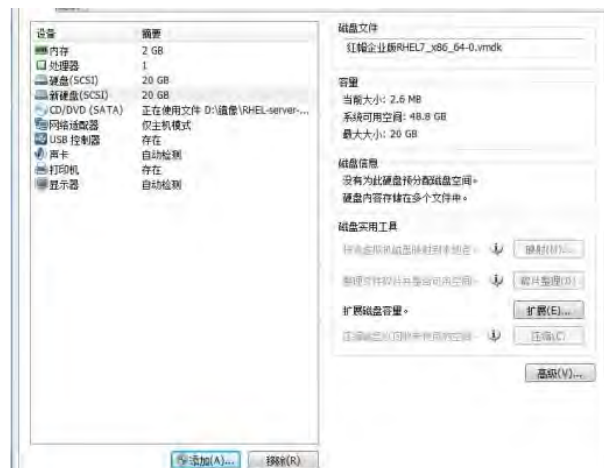 设备 摘要
内存 2 GB
处理器 1
硬盘(SCSI) 20 GB
新硬盘(SCSI) 20 GB
CD/DVD (SATA) 正在使用文件 D:\镜像\RHEL-server-...
网络适配器 仅主机模式
USB 控制器 存在
声卡 自动检测
打印机 存在
显示器 自动检测
添加(A)... 移除(R)
磁盘文件
红帽企业版RHEL7_x86_64-0.vmdk
容量
当前大小: 2.6 MB
系统可用空间: 48.8 GB
最大大小: 20 GB
磁盘信息
没有为此硬盘预分配磁盘空间。
硬盘内容存储在多个文件中。
磁盘实用工具
映射(M)...
碎片整理(D)
扩展磁盘容量。 扩展(E)...
压缩(C)
高级(V)...